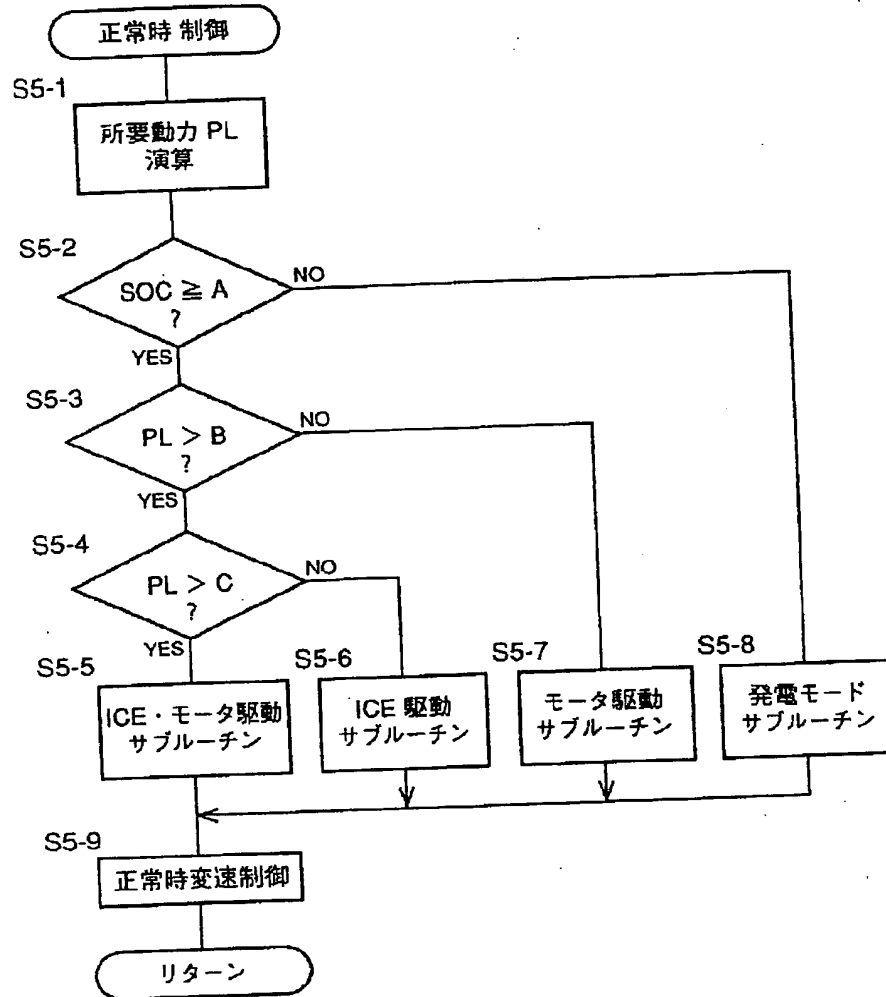 正常時 制御
S5-1
所要動力 PL
演算
S5-2
SOC ≧ A
?
NO
YES
S5-3
PL > B
?
NO
YES
S5-4
PL > C
?
NO
YES
S5-5
ICE・モータ駆動
サブルーチン
S5-6
ICE 駆動
サブルーチン
S5-7
モータ駆動
サブルーチン
S5-8
発電モード
サブルーチン
S5-9
正常時変速制御
リターン